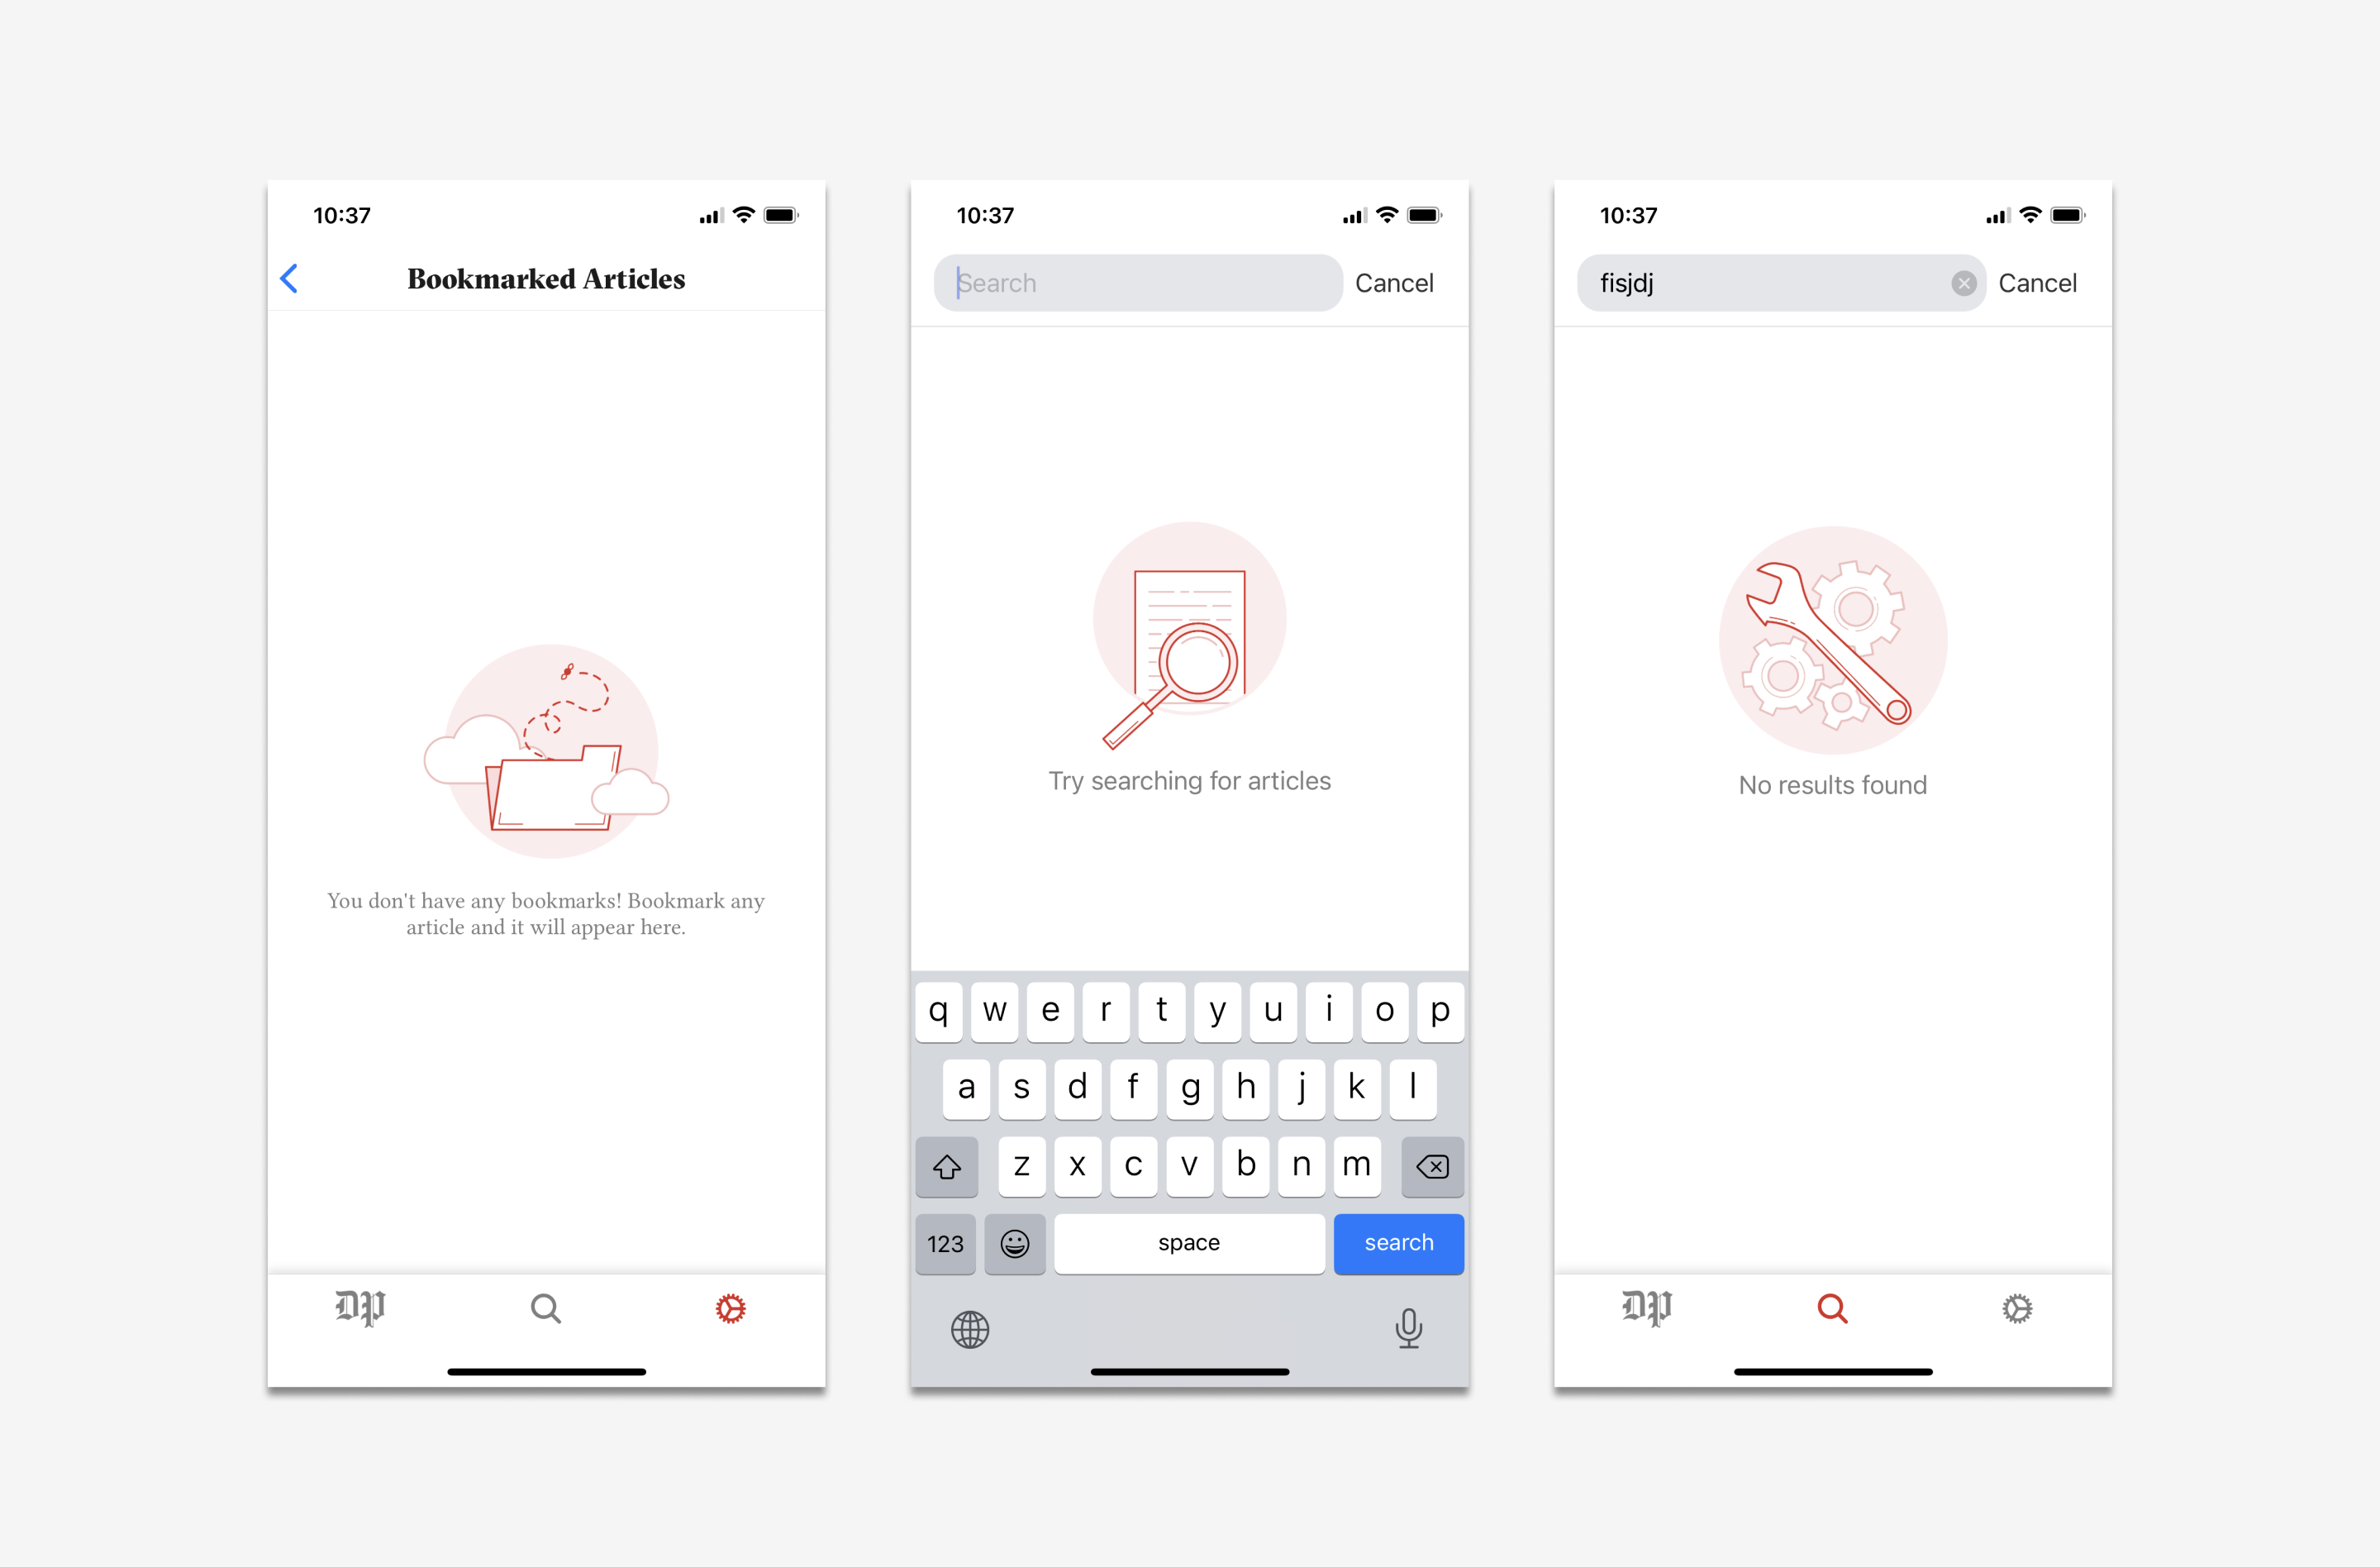 10:37
Bookmarked Articles
You don't have any bookmarks! Bookmark any
article and it will appear here.
DP
10:37
Search
Cancel
Try searching for articles
q w e r t y u i o p
a s d f g h j k l
z x c v b n m
123
space
search
10:37
fisjdj
Cancel
No results found
DP